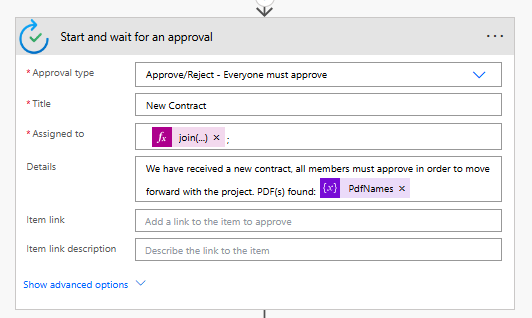 Start and wait for an approval
...
* Approval type
Approve/Reject - Everyone must approve
* Title
New Contract
* Assigned to
fx join(...) × ;
Details
We have received a new contract, all members must approve in order to move
forward with the project. PDF(s) found: {x} PdfNames ×
Item link
Add a link to the item to approve
Item link description
Describe the link to the item
Show advanced options